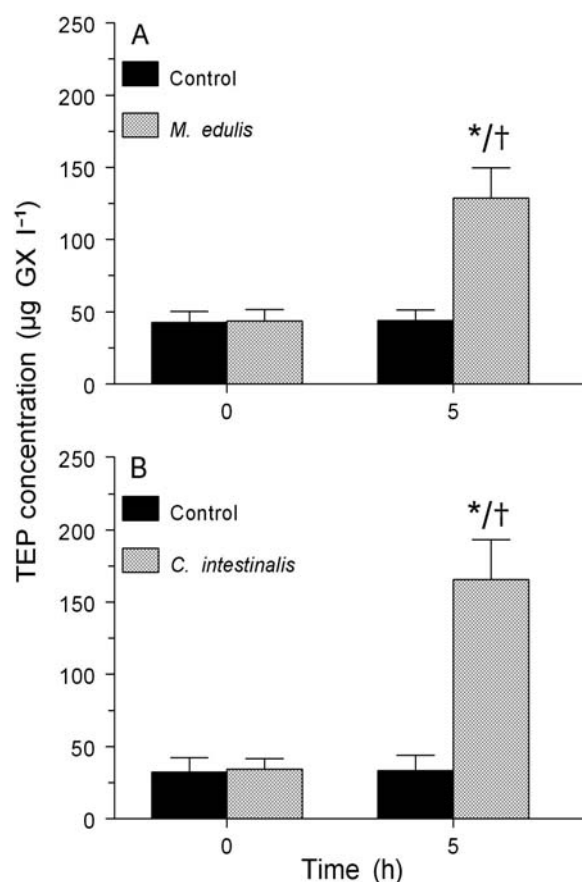 TEP concentration (µg GX l⁻¹)
A
Control
M. edulis
*/†
250
200
150
100
50
0
0
5
B
Control
C. intestinalis
*/†
250
200
150
100
50
0
0
5
Time (h)